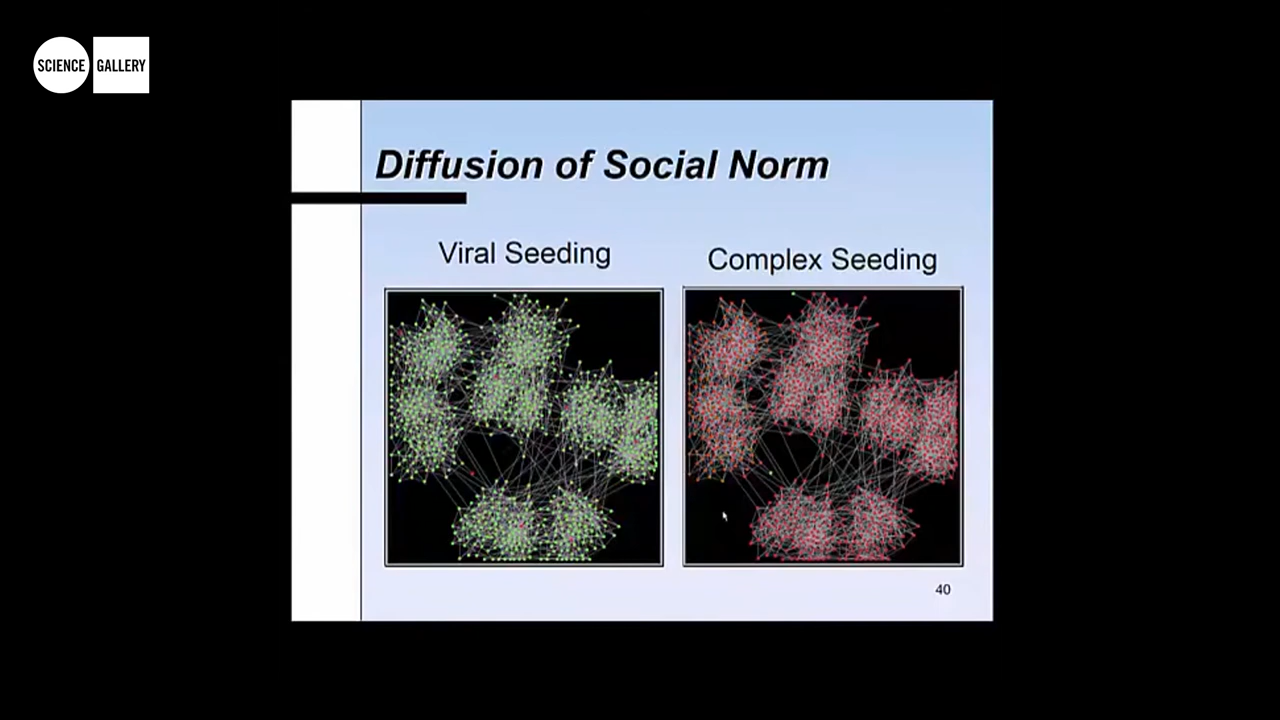 SCIENCE GALLERY
Diffusion of Social Norm
Viral Seeding
Complex Seeding
40